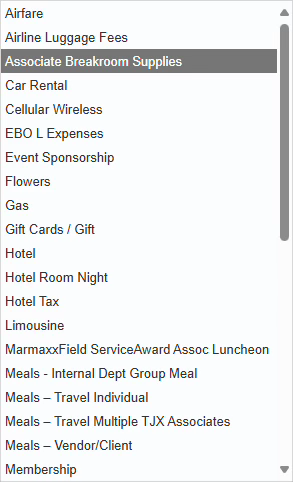 Airfare
Airline Luggage Fees
Associate Breakroom Supplies
Car Rental
Cellular Wireless
EBO L Expenses
Event Sponsorship
Flowers
Gas
Gift Cards / Gift
Hotel
Hotel Room Night
Hotel Tax
Limousine
MarmaxxField ServiceAward Assoc Luncheon
Meals - Internal Dept Group Meal
Meals – Travel Individual
Meals – Travel Multiple TJX Associates
Meals – Vendor/Client
Membership